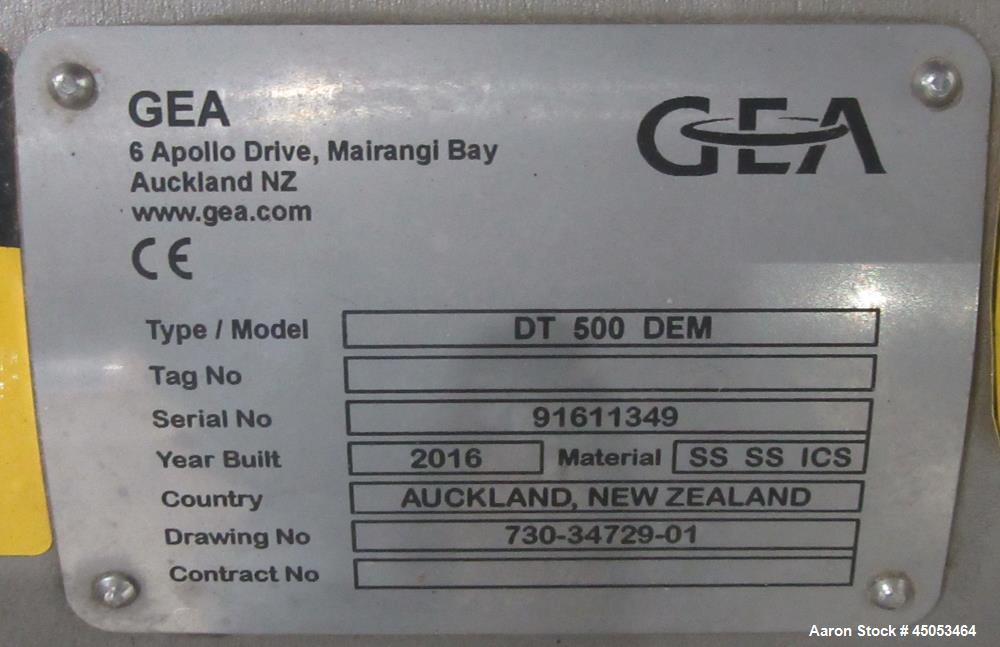 GEA
6 Apollo Drive, Mairangi Bay
Auckland NZ
www.gea.com
CE
GEA
Type / Model DT 500 DEM
Tag No
Serial No 91611349
Year Built 2016 Material SS SS ICS
Country AUCKLAND, NEW ZEALAND
Drawing No 730-34729-01
Contract No
Aaron Stock # 45053464